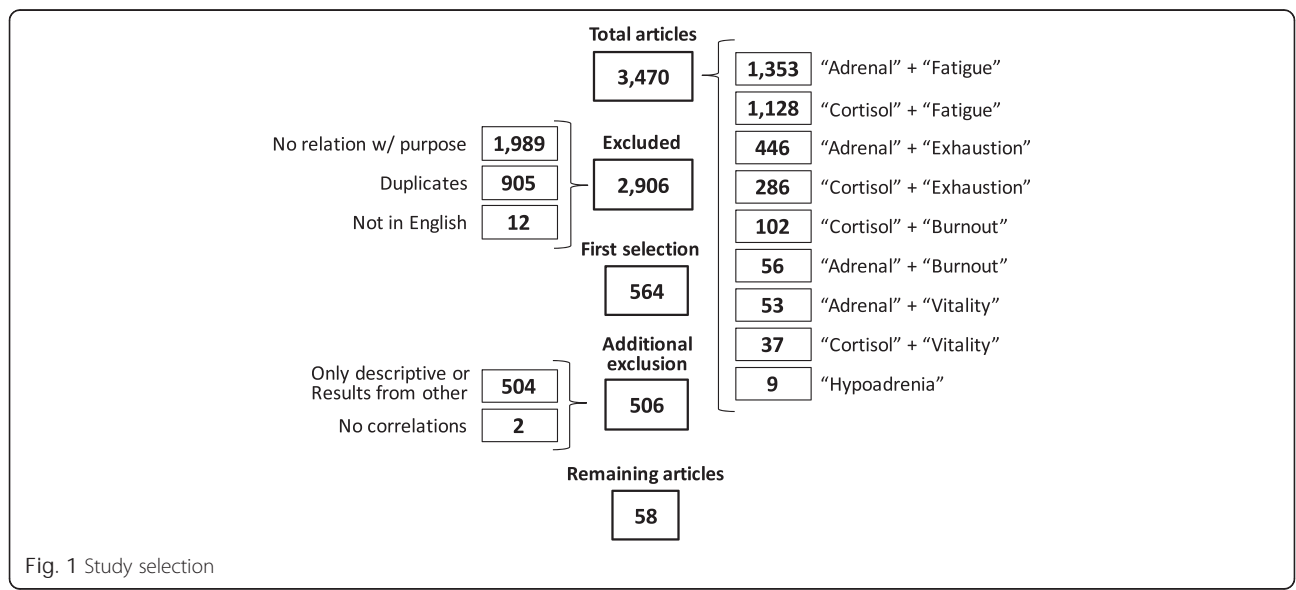 Total articles
3,470
1,353 “Adrenal” + “Fatigue”
1,128 “Cortisol” + “Fatigue”
446 “Adrenal” + “Exhaustion”
286 “Cortisol” + “Exhaustion”
102 “Cortisol” + “Burnout”
56 “Adrenal” + “Burnout”
53 “Adrenal” + “Vitality”
37 “Cortisol” + “Vitality”
9 “Hypoadrenia”
No relation w/ purpose 1,989
Duplicates 905
Not in English 12
Excluded
2,906
First selection
564
Additional
exclusion
506
Only descriptive or
Results from other
504
No correlations 2
Remaining articles
58
Fig. 1 Study selection